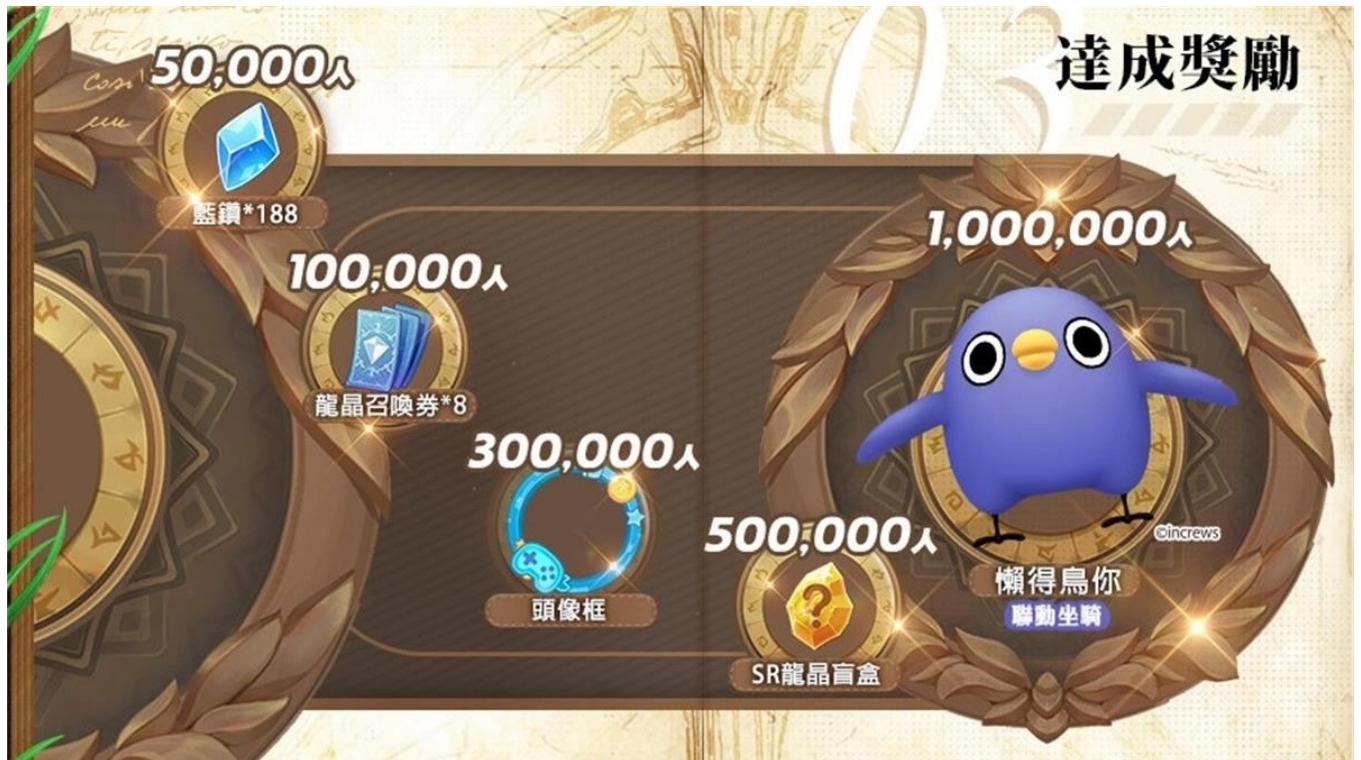 03
達成獎勵
50,000人
藍鑽*188
100,000人
龍晶召喚券*8
300,000人
頭像框
500,000人
SR龍晶盲盒
1,000,000人
©increws
懶得鳥你
聯動坐騎